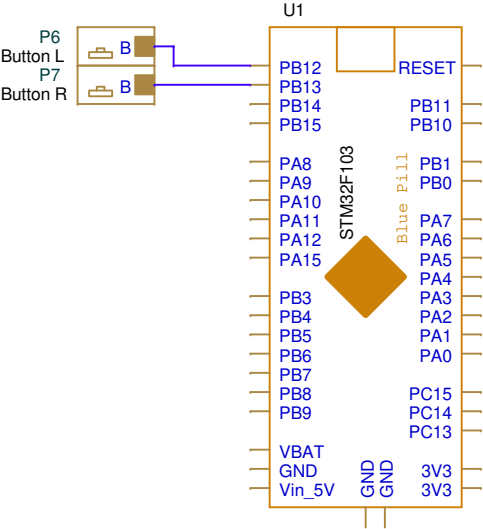 U1
P6
Button L
B
P7
Button R
B
PB12
PB13
PB14
PB15
PA8
PA9
PA10
PA11
PA12
PA15
PB3
PB4
PB5
PB6
PB7
PB8
PB9
VBAT
GND
Vin_5V
STM32F103
Blue Pill
GND
GND
RESET
PB11
PB10
PB1
PB0
PA7
PA6
PA5
PA4
PA3
PA2
PA1
PA0
PC15
PC14
PC13
3V3
3V3